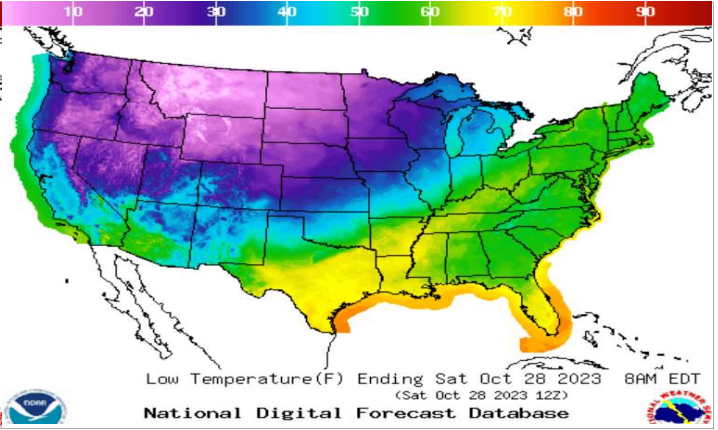 10 20 30 40 50 60 70 80 90
Low Temperature(F) Ending Sat Oct 28 2023 8AM EDT
(Sat Oct 28 2023 12Z)
National Digital Forecast Database
NOAA